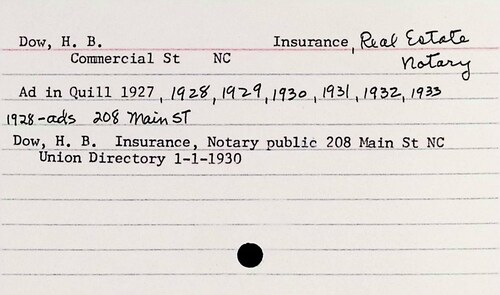 Dow, H. B. Insurance, Real Estate
Commercial St NC Notary
Ad in Quill 1927, 1928, 1929, 1930, 1931, 1932, 1933
1928-ads 208 Main ST
Dow, H. B. Insurance, Notary public 208 Main St NC
Union Directory 1-1-1930